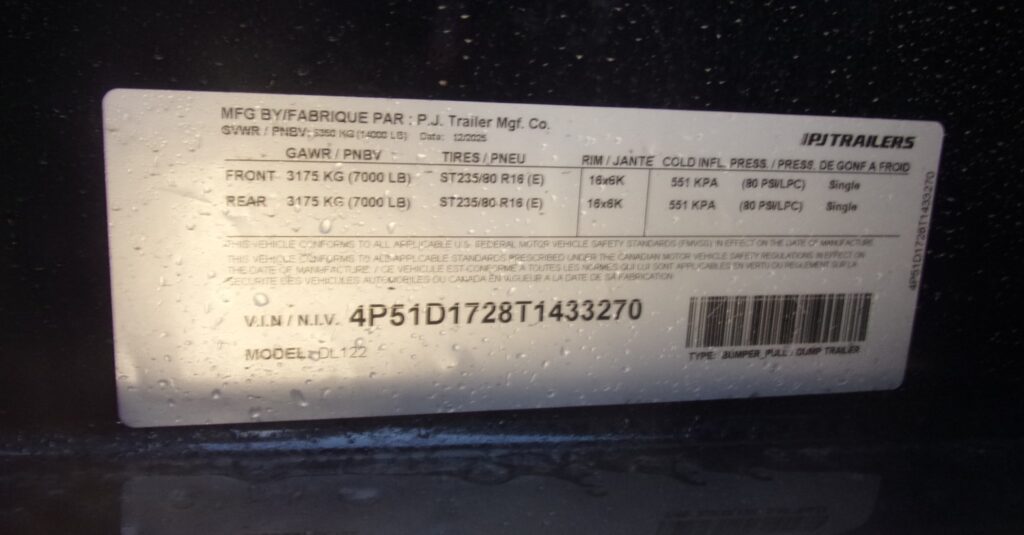 MFG BY/FABRIQUE PAR : P.J. Trailer Mfg. Co.
GVWR / PNBV: 6350 KG (14000 LB) Date: 12/2025
PJTRAILERS
GAWR / PNBV TIRES / PNEU RIM / JANTE COLD INFL. PRESS. / PRESS. DE GONF A FROID
FRONT 3175 KG (7000 LB) ST235/80 R16 (E) 16x6K 551 KPA (80 PSI/LPC) Single
REAR 3175 KG (7000 LB) ST235/80 R16 (E) 16x6K 551 KPA (80 PSI/LPC) Single
THIS VEHICLE CONFORMS TO ALL APPLICABLE U.S. FEDERAL MOTOR VEHICLE SAFETY STANDARDS (FMVSS) IN EFFECT ON THE DATE OF MANUFACTURE.
THIS VEHICLE CONFORMS TO ALL APPLICABLE STANDARDS PRESCRIBED UNDER THE CANADIAN MOTOR VEHICLE SAFETY REGULATIONS IN EFFECT ON
THE DATE OF MANUFACTURE. / CE VEHICULE EST CONFORME A TOUTES LES NORMES QUI LUI SONT APPLICABLES EN VERTU DU REGLEMENT SUR LA
SECURITE DES VEHICULES AUTOMOBILES DU CANADA EN VIGUEUR A LA DATE DE SA FABRICATION.
V.I.N / N.I.V. 4P51D1728T1433270
MODEL: DL122
TYPE: BUMPER_PULL / DUMP TRAILER
4P51D1728T1433270